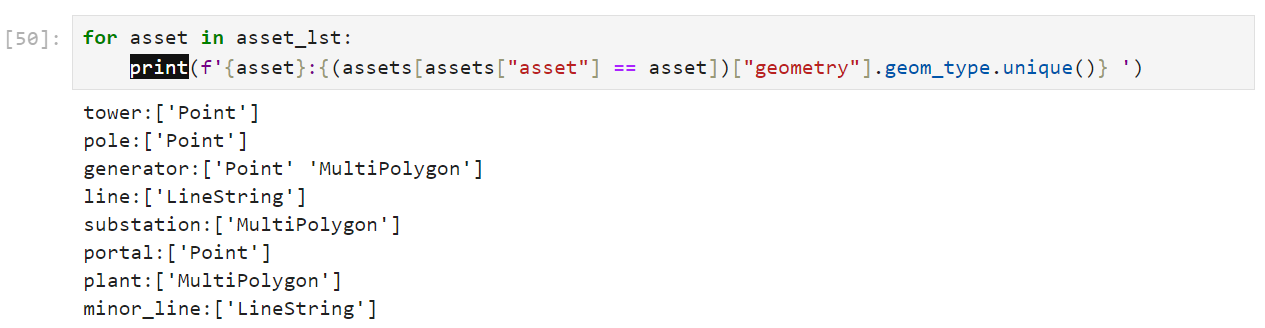 [50]: for asset in asset_lst:
print(f'{asset}:{(assets[assets["asset"] == asset])["geometry"].geom_type.unique()} ')
tower:['Point']
pole:['Point']
generator:['Point' 'MultiPolygon']
line:['LineString']
substation:['MultiPolygon']
portal:['Point']
plant:['MultiPolygon']
minor_line:['LineString']